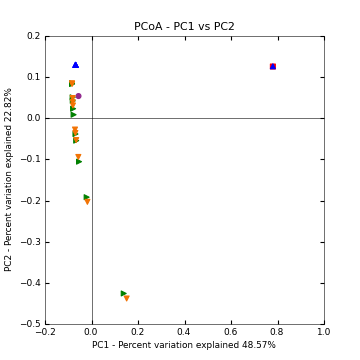 PCoA - PC1 vs PC2
PC2 - Percent variation explained 22.82%
0.2
0.1
0.0
−0.1
−0.2
−0.3
−0.4
−0.5
−0.2 0.0 0.2 0.4 0.6 0.8 1.0
PC1 - Percent variation explained 48.57%